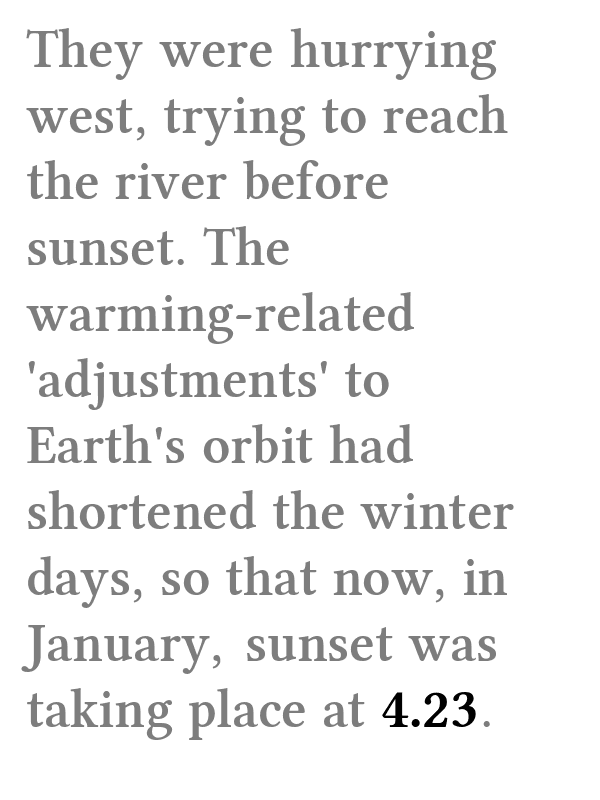 They were hurrying
west, trying to reach
the river before
sunset. The
warming-related
'adjustments' to
Earth's orbit had
shortened the winter
days, so that now, in
January, sunset was
taking place at 4.23.